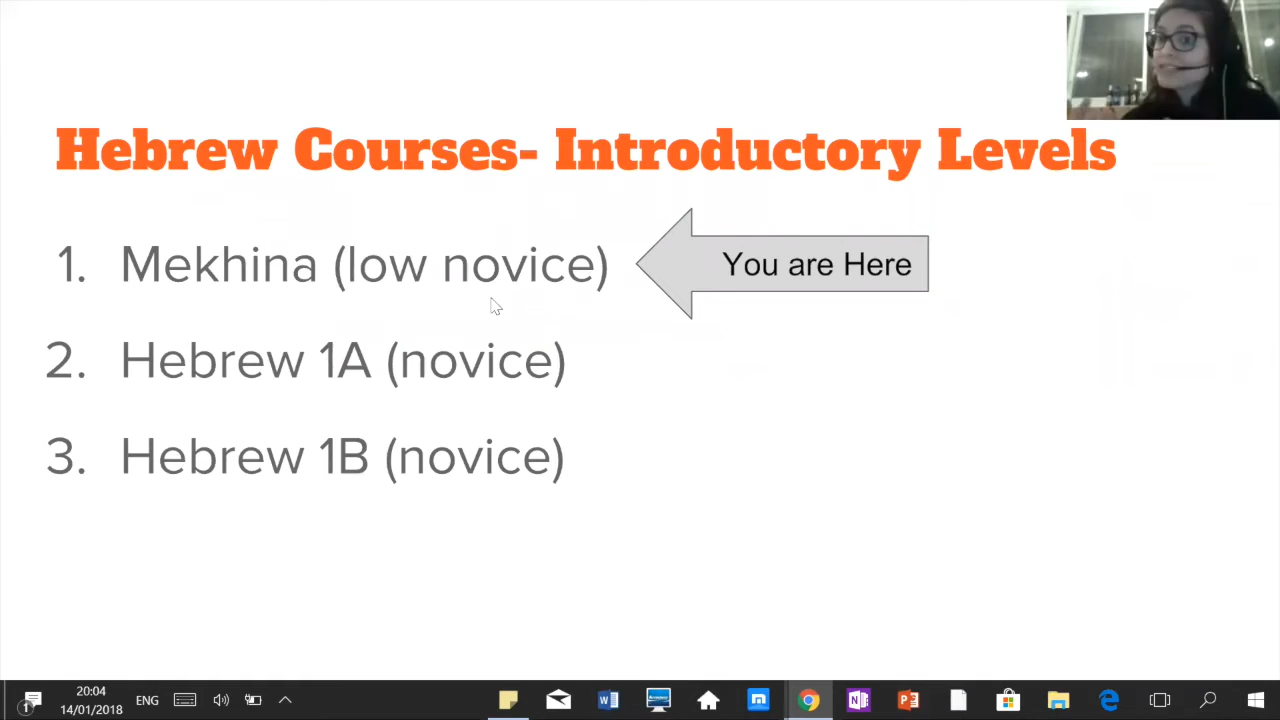 Hebrew Courses- Introductory Levels
1. Mekhina (low novice)
You are Here
2. Hebrew 1A (novice)
3. Hebrew 1B (novice)
20:04
14/01/2018
ENG